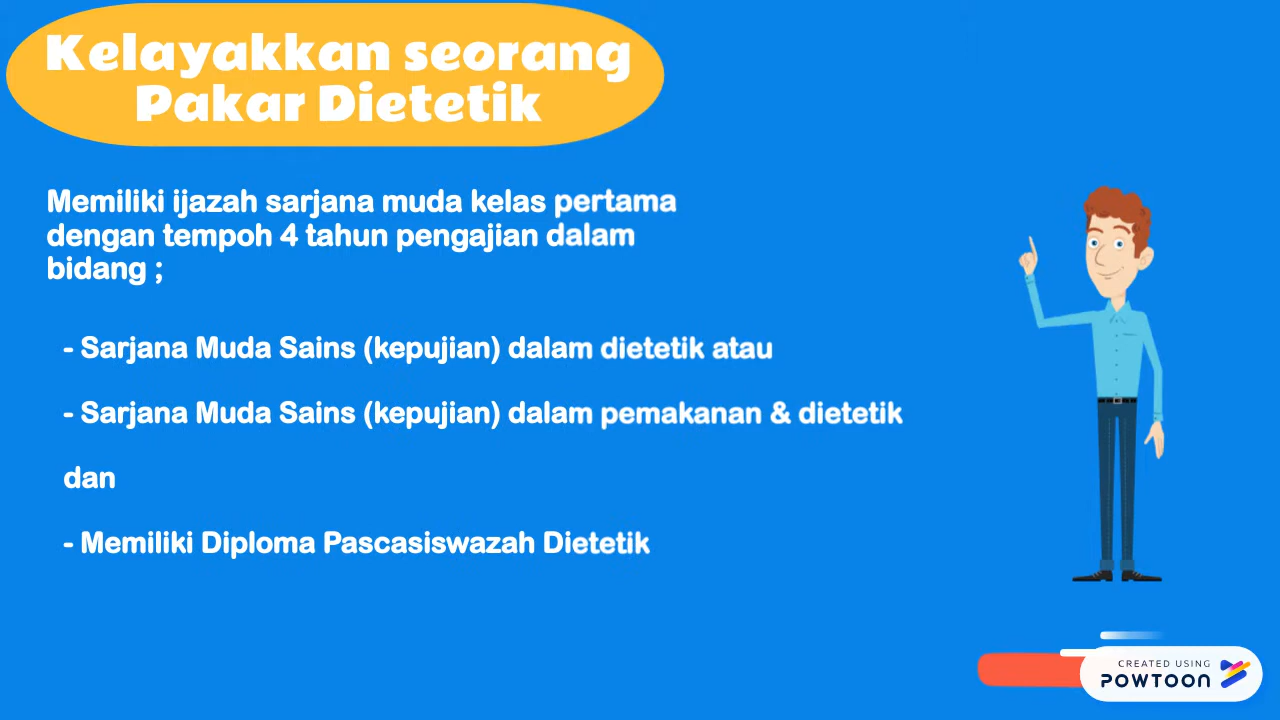 Kelayakkan seorang
Pakar Dietetik
Memiliki ijazah sarjana muda kelas pertama
dengan tempoh 4 tahun pengajian dalam
bidang ;
- Sarjana Muda Sains (kepujian) dalam dietetik atau
- Sarjana Muda Sains (kepujian) dalam pemakanan & dietetik
dan
- Memiliki Diploma Pascasiswazah Dietetik
CREATED USING
POWTOON